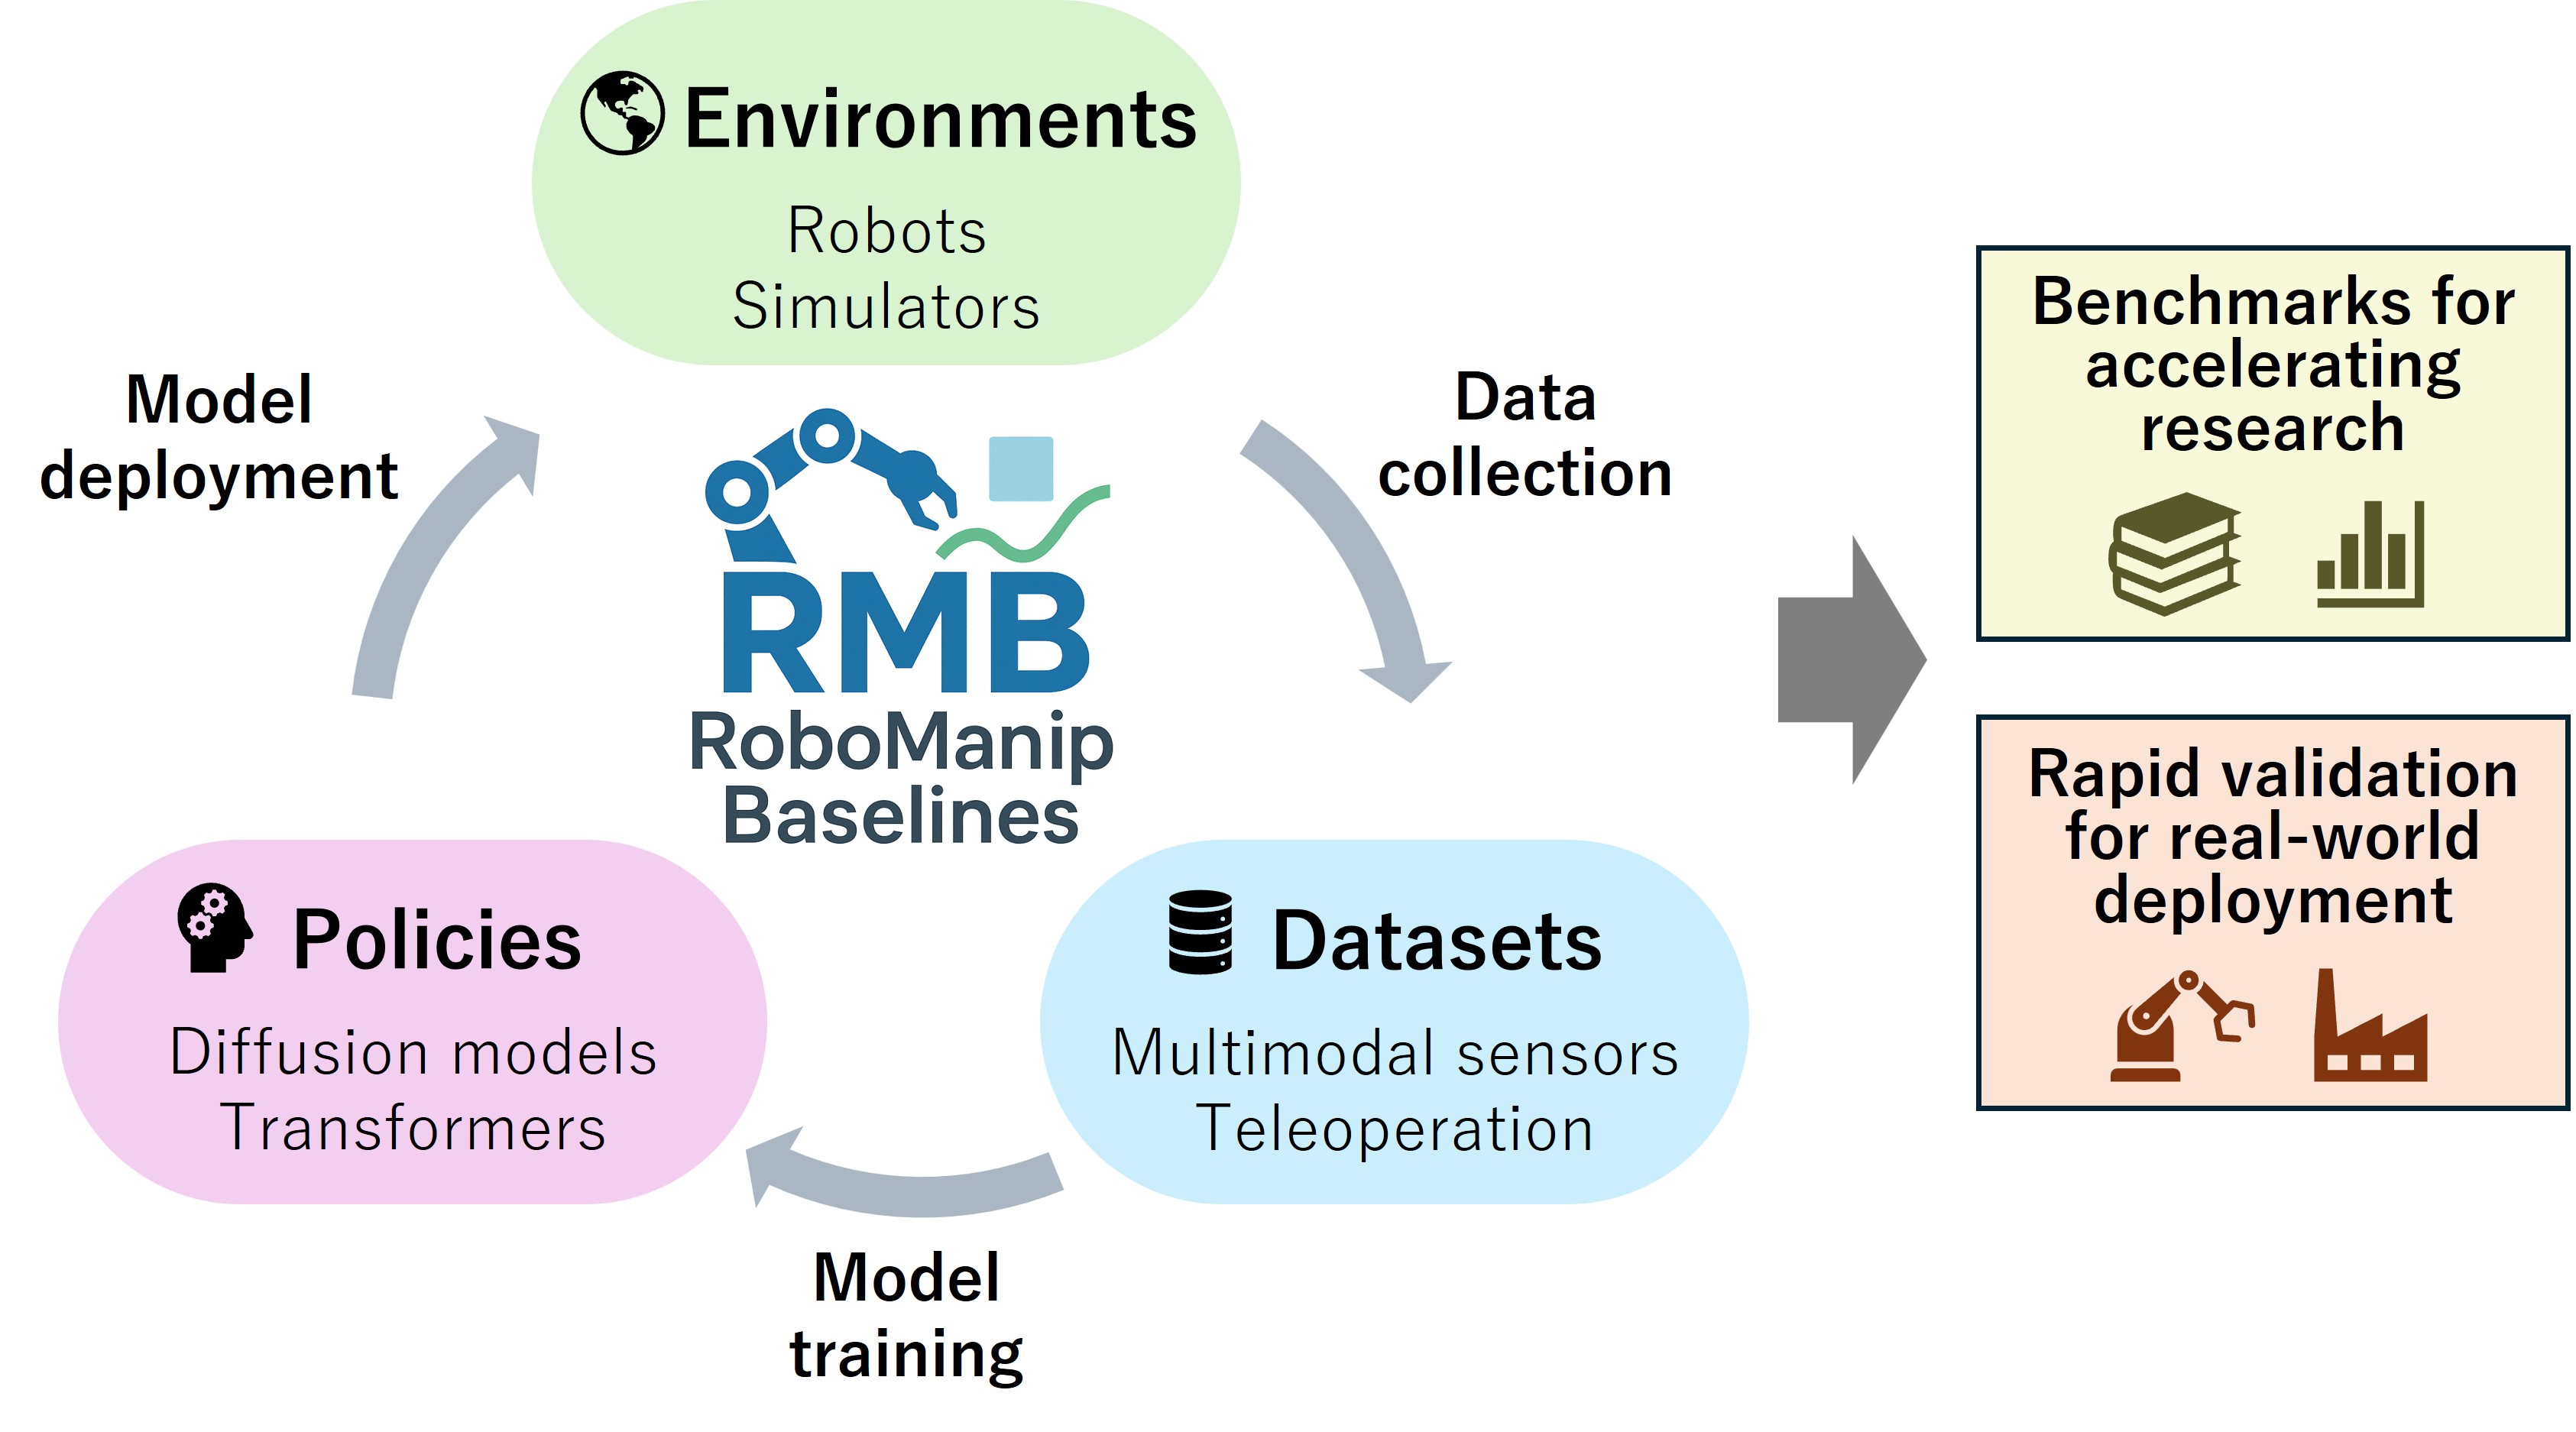 Environments
Robots
Simulators
Model
deployment
Data
collection
RMB
RoboManip
Baselines
Policies
Diffusion models
Transformers
Datasets
Multimodal sensors
Teleoperation
Model
training
Benchmarks for
accelerating
research
Rapid validation
for real-world
deployment